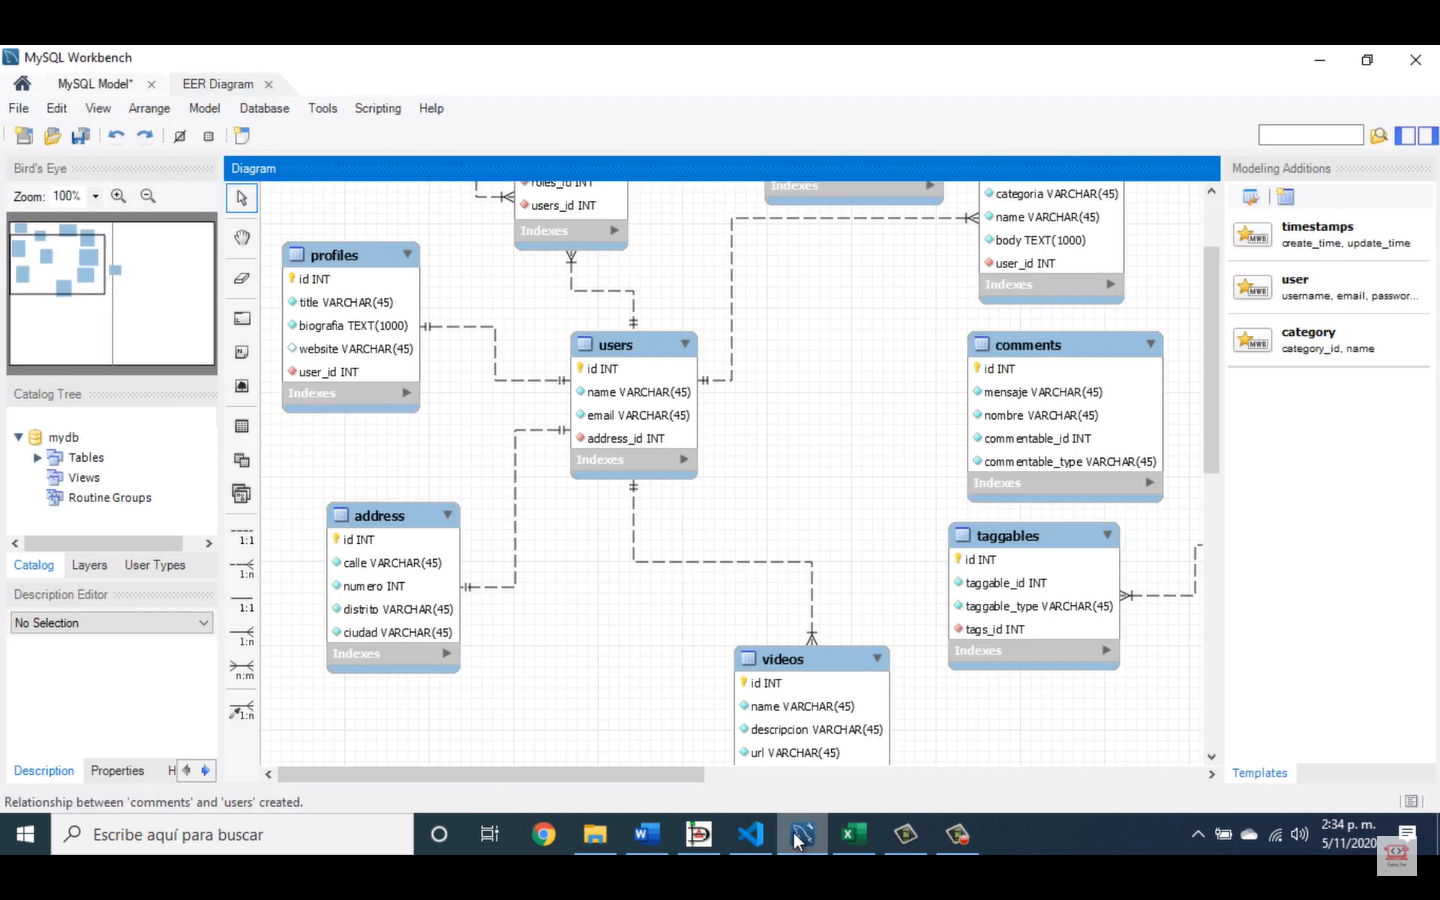 MySQL Workbench
MySQL Model*
EER Diagram
File Edit View Arrange Model Database Tools Scripting Help
Bird's Eye
Zoom: 100%
Catalog Tree
mydb
Tables
Views
Routine Groups
Catalog Layers User Types
Description Editor
No Selection
Description Properties H
Relationship between 'comments' and 'users' created.
1:1
1:n
1:1
1:n
n:m
1:n
Diagram
roles_id INT
users_id INT
Indexes
profiles
id INT
title VARCHAR(45)
biografia TEXT(1000)
website VARCHAR(45)
user_id INT
Indexes
users
id INT
name VARCHAR(45)
email VARCHAR(45)
address_id INT
Indexes
address
id INT
calle VARCHAR(45)
numero INT
distrito VARCHAR(45)
ciudad VARCHAR(45)
Indexes
videos
id INT
name VARCHAR(45)
descripcion VARCHAR(45)
url VARCHAR(45)
Indexes
categoria VARCHAR(45)
name VARCHAR(45)
body TEXT(1000)
user_id INT
Indexes
comments
id INT
mensaje VARCHAR(45)
nombre VARCHAR(45)
commentable_id INT
commentable_type VARCHAR(45)
Indexes
taggables
id INT
taggable_id INT
taggable_type VARCHAR(45)
tags_id INT
Indexes
Modeling Additions
timestamps
create_time, update_time
user
username, email, passwor...
category
category_id, name
Templates
Escribe aquí para buscar
2:34 p. m.
5/11/2020